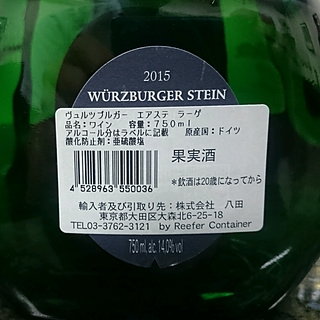 2015
WÜRZBURGER STEIN
ヴュルツブルガー エアステ ラーゲ
品名：ワイン 容量：750ml
アルコール分はラベルに記載 原産国：ドイツ
酸化防止剤：亜硫酸塩
果実酒
4 528963 550036
＊飲酒は20歳になってから
輸入者及び引取り先：株式会社 八田
東京都大田区大森北6-25-18
TEL03-3762-3121 by Reefer Container
750 ml alc. 14.0% vol